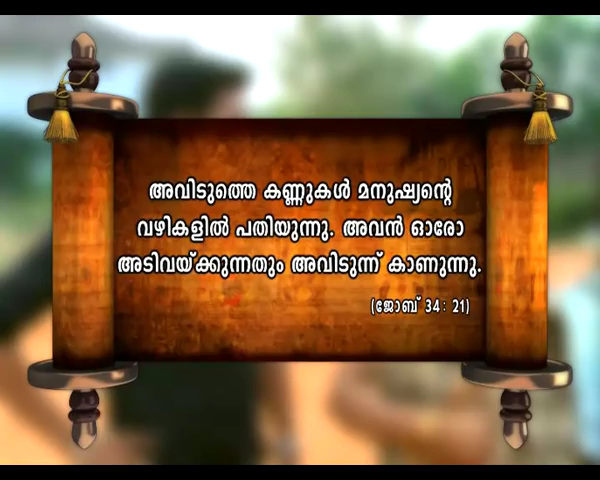 അവിടുത്തെ കണ്ണുകൾ മനുഷ്യന്റെ
വഴികളിൽ പതിയുന്നു. അവൻ ഓരോ
അടിവയ്ക്കുന്നതും അവിടുന്ന് കാണുന്നു.
(ജോബ് 34 : 21)